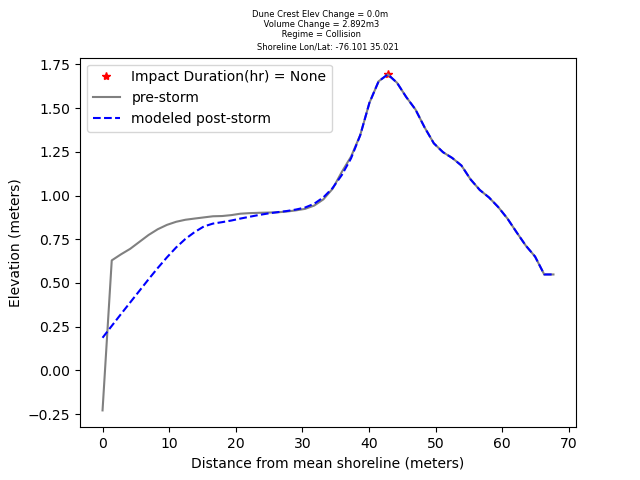 Dune Crest Elev Change = 0.0m
Volume Change = 2.892m3
Regime = Collision
Shoreline Lon/Lat: -76.101 35.021
Impact Duration(hr) = None
pre-storm
modeled post-storm
1.75
1.50
1.25
1.00
0.75
0.50
0.25
0.00
−0.25
Elevation (meters)
0 10 20 30 40 50 60 70
Distance from mean shoreline (meters)